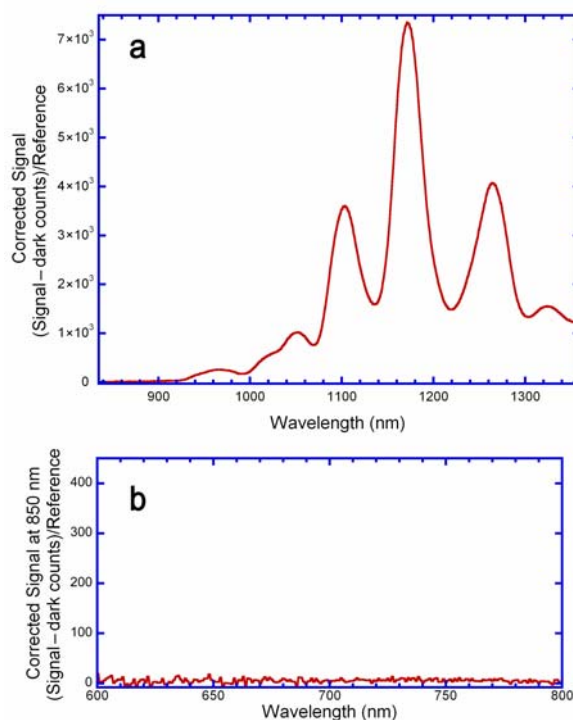 a
7×10³
6×10³
5×10³
4×10³
3×10³
2×10³
1×10³
0
Corrected Signal
(Signal–dark counts)/Reference
900 1000 1100 1200 1300
Wavelength (nm)
b
400
300
200
100
0
Corrected Signal at 850 nm
(Signal–dark counts)/Reference
600 650 700 750 800
Wavelength (nm)